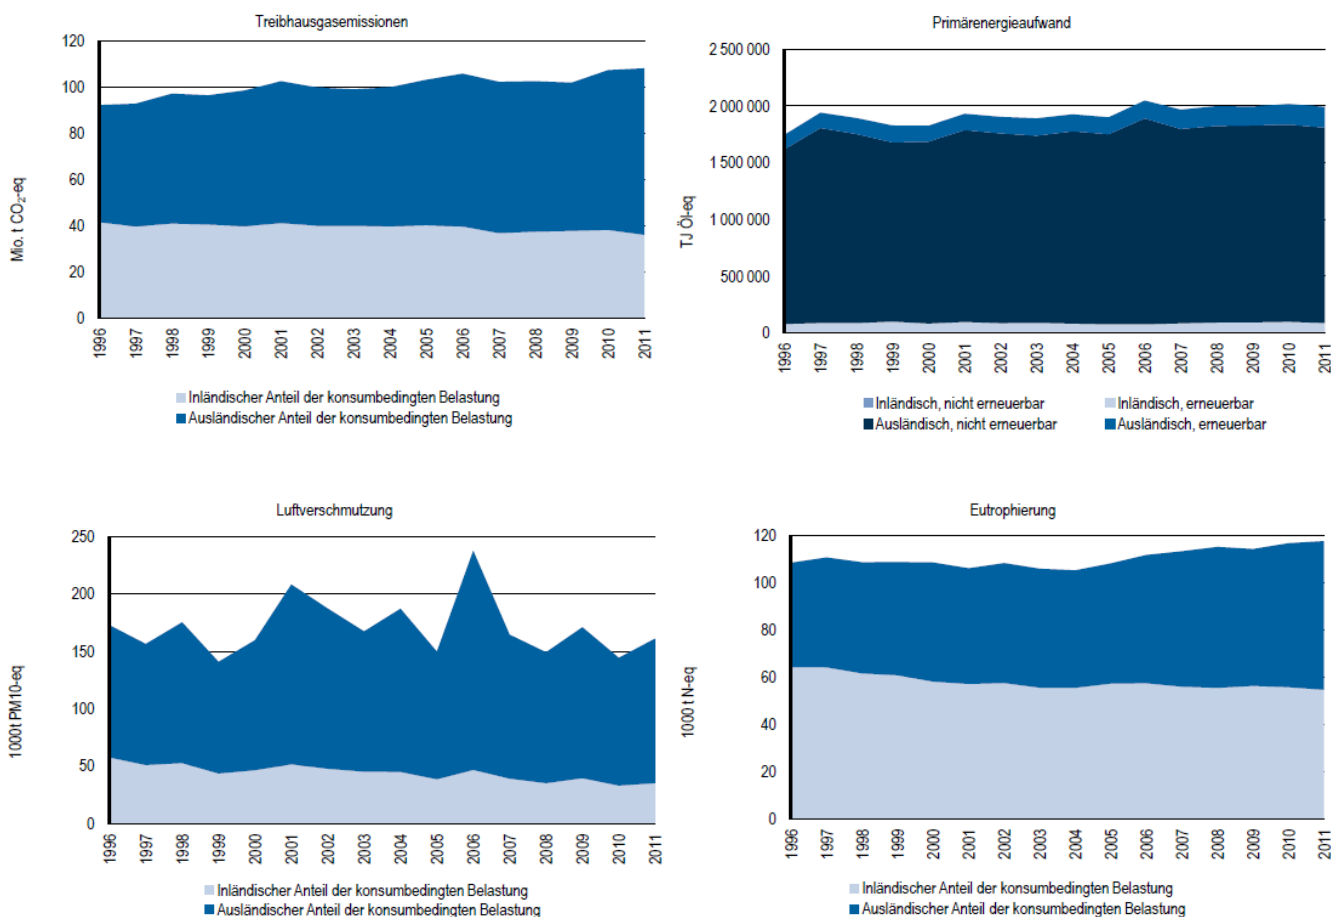 Treibhausgasemissionen
Mio. t CO₂-eq
120
100
80
60
40
20
0
1996 1997 1998 1999 2000 2001 2002 2003 2004 2005 2006 2007 2008 2009 2010 2011
Inländischer Anteil der konsumbedingten Belastung
Ausländischer Anteil der konsumbedingten Belastung
Primärenergieaufwand
TJ Öl-eq
2 500 000
2 000 000
1 500 000
1 000 000
500 000
0
1996 1997 1998 1999 2000 2001 2002 2003 2004 2005 2006 2007 2008 2009 2010 2011
Inländisch, nicht erneuerbar Inländisch, erneuerbar
Ausländisch, nicht erneuerbar Ausländisch, erneuerbar
Luftverschmutzung
1000 t PM10-eq
250
200
150
100
50
0
1996 1997 1998 1999 2000 2001 2002 2003 2004 2005 2006 2007 2008 2009 2010 2011
Inländischer Anteil der konsumbedingten Belastung
Ausländischer Anteil der konsumbedingten Belastung
Eutrophierung
1000 t N-eq
120
100
80
60
40
20
0
1996 1997 1998 1999 2000 2001 2002 2003 2004 2005 2006 2007 2008 2009 2010 2011
Inländischer Anteil der konsumbedingten Belastung
Ausländischer Anteil der konsumbedingten Belastung